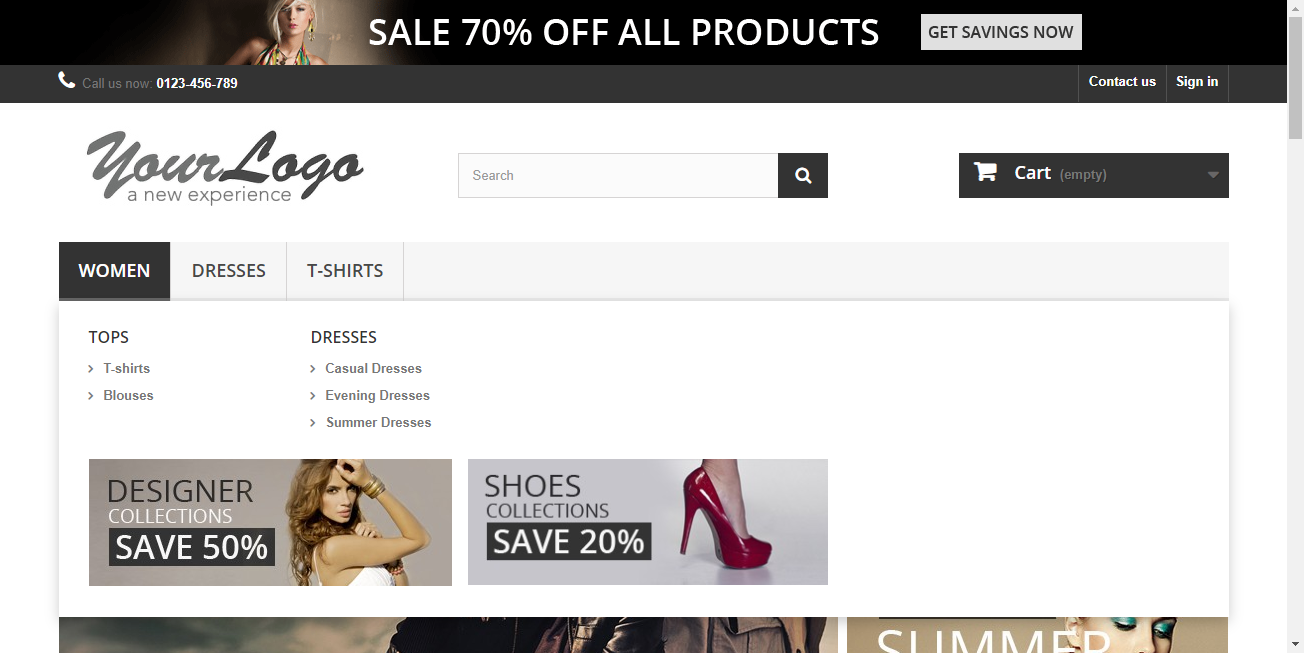 SALE 70% OFF ALL PRODUCTS
GET SAVINGS NOW
Call us now: 0123-456-789
Contact us
Sign in
YourLogo
a new experience
Search
Cart (empty)
WOMEN
DRESSES
T-SHIRTS
TOPS
T-shirts
Blouses
DRESSES
Casual Dresses
Evening Dresses
Summer Dresses
DESIGNER
COLLECTIONS
SAVE 50%
SHOES
COLLECTIONS
SAVE 20%
SUMMER